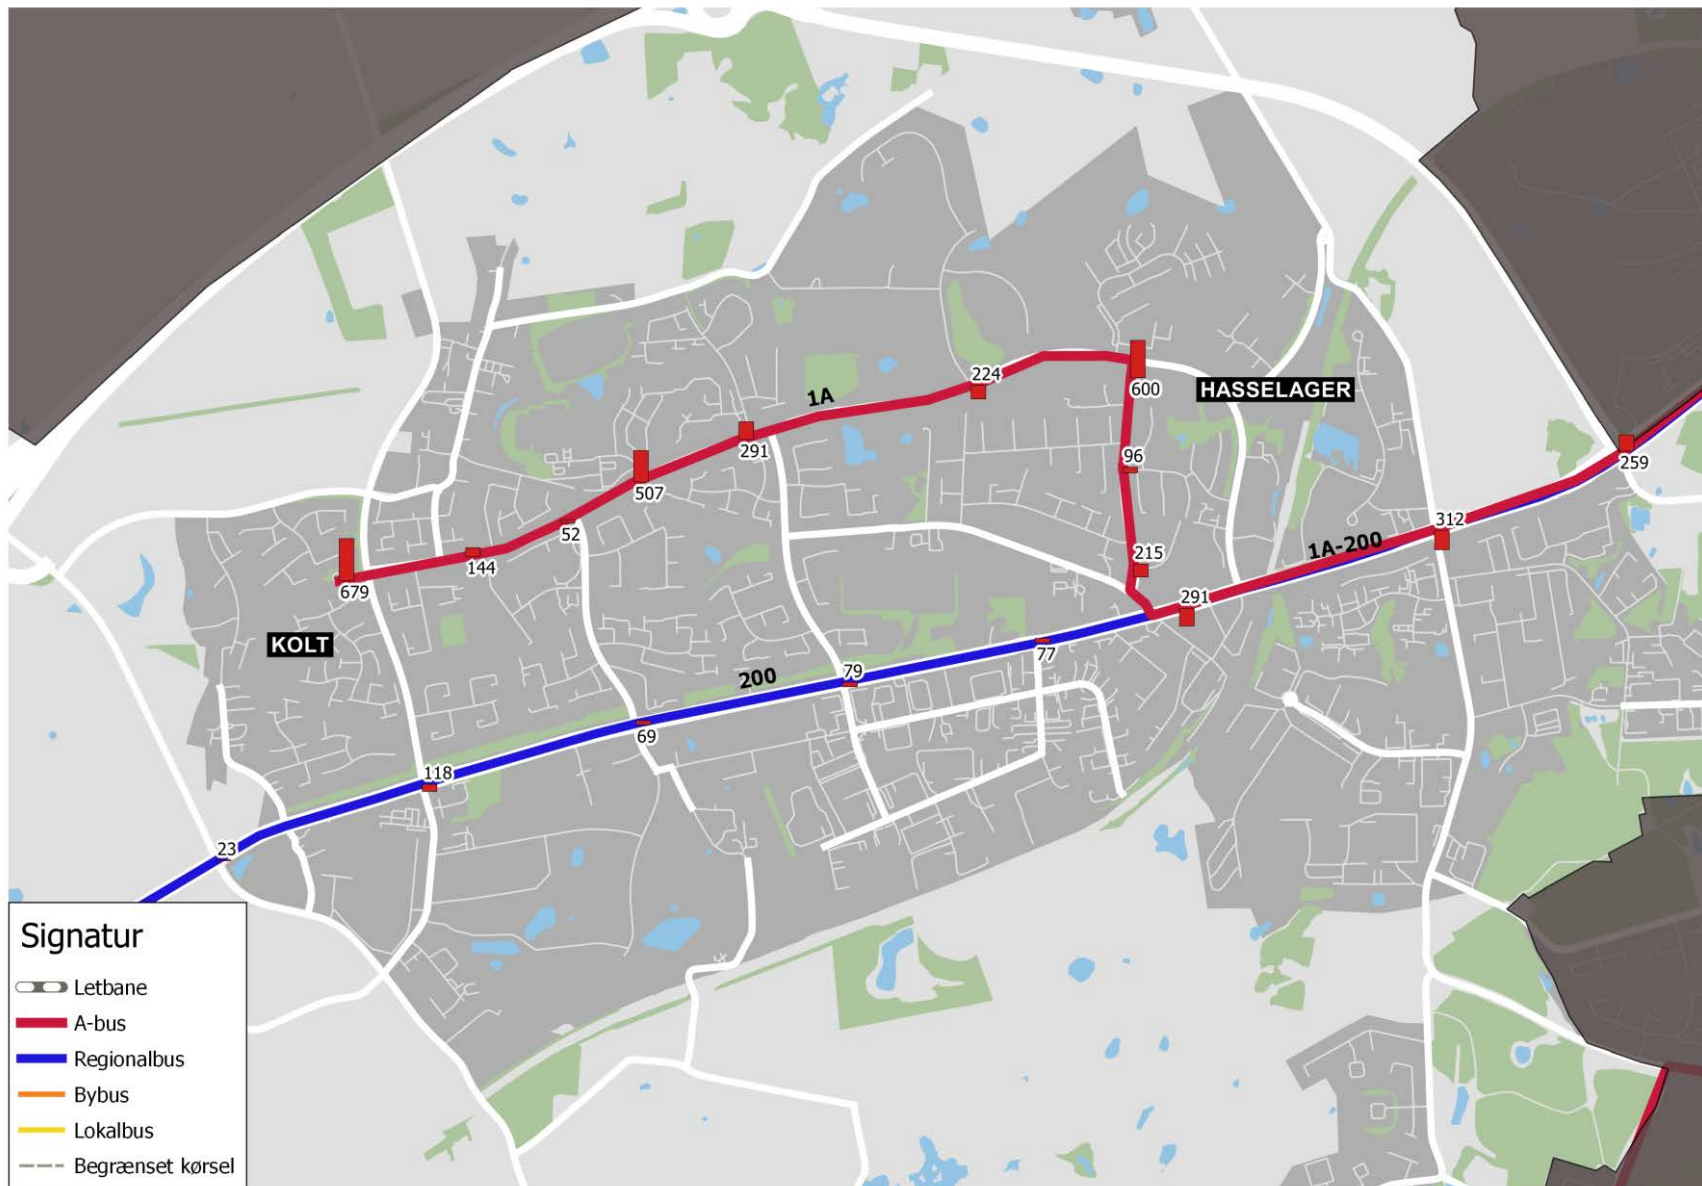 224
600
HASSELAGER
1A
291
96
259
507
312
52
1A-200
144
215
679
291
KOLT
77
79
200
69
118
23
Signatur
Letbane
A-bus
Regionalbus
Bybus
Lokalbus
Begrænset kørsel